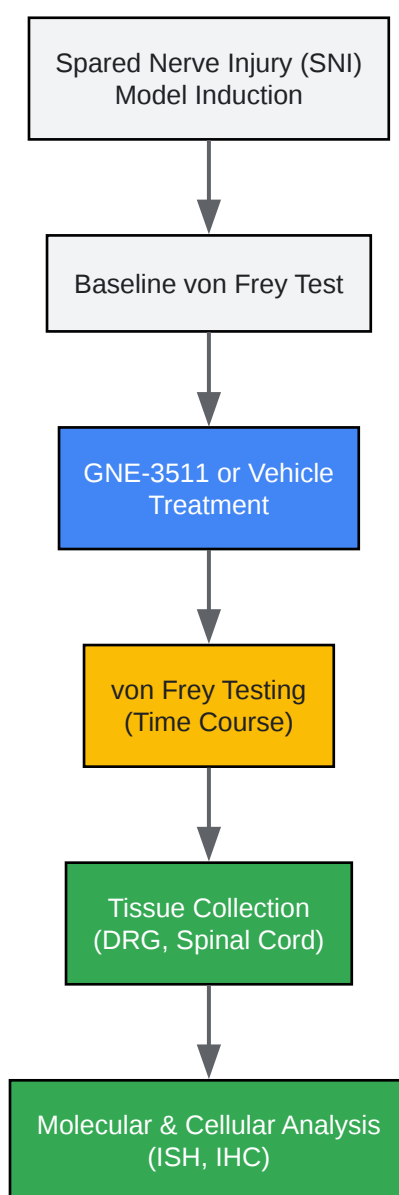 Spared Nerve Injury (SNI)
Model Induction
Baseline von Frey Test
GNE-3511 or Vehicle
Treatment
von Frey Testing
(Time Course)
Tissue Collection
(DRG, Spinal Cord)
Molecular & Cellular Analysis
(ISH, IHC)